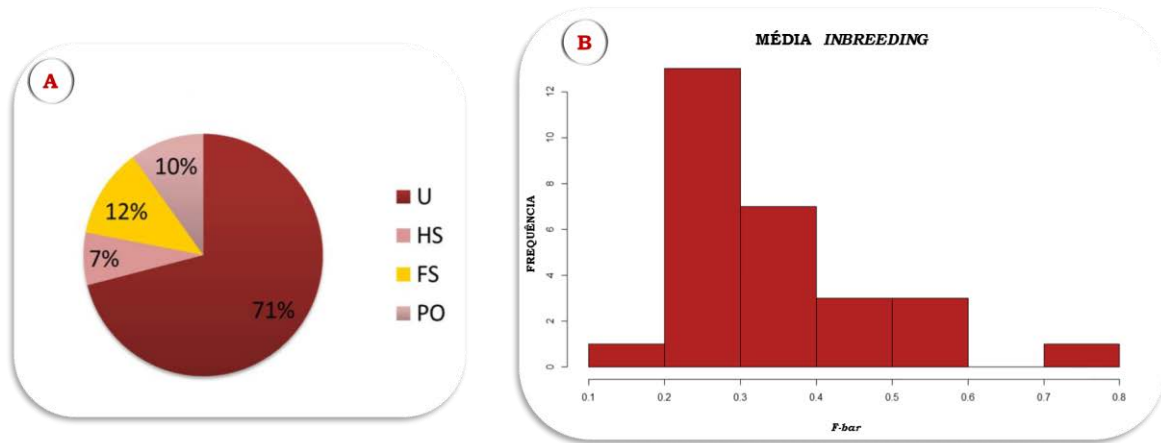 A
10%
12%
7%
71%
U
HS
FS
PO
B
MÉDIA INBREEDING
FREQUÊNCIA
12
10
8
6
4
2
0
0.1 0.2 0.3 0.4 0.5 0.6 0.7 0.8
F-bar